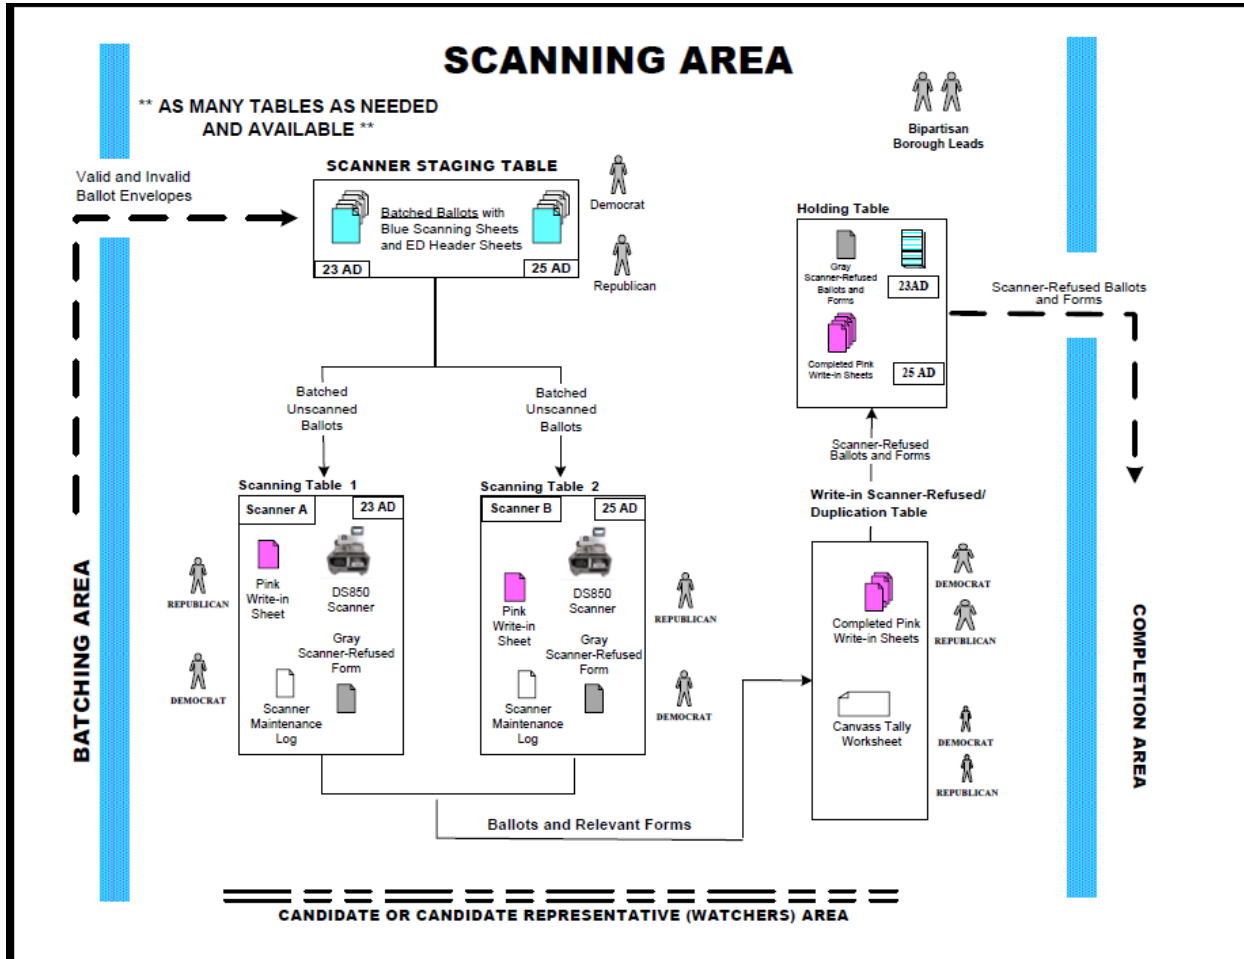 SCANNING AREA
** AS MANY TABLES AS NEEDED
AND AVAILABLE **
Bipartisan
Borough Leads
Valid and Invalid
Ballot Envelopes
SCANNER STAGING TABLE
Batched Ballots with
Blue Scanning Sheets
and ED Header Sheets
23 AD
25 AD
Democrat
Republican
Holding Table
Gray
Scanner-Refused
Ballots and
Forms
23AD
Completed Pink
Write-in Sheets
25 AD
Scanner-Refused Ballots
and Forms
Batched
Unscanned
Ballots
Batched
Unscanned
Ballots
Scanner-Refused
Ballots and Forms
Scanning Table 1
Scanner A
23 AD
Pink
Write-in
Sheet
DS850
Scanner
Gray
Scanner-Refused
Form
Scanner
Maintenance
Log
REPUBLICAN
DEMOCRAT
Scanning Table 2
Scanner B
25 AD
Pink
Write-in
Sheet
DS850
Scanner
Gray
Scanner-Refused
Form
Scanner
Maintenance
Log
REPUBLICAN
DEMOCRAT
Write-in Scanner-Refused/
Duplication Table
Completed Pink
Write-in Sheets
Canvass Tally
Worksheet
DEMOCRAT
REPUBLICAN
DEMOCRAT
REPUBLICAN
BATCHING AREA
COMPLETION AREA
Ballots and Relevant Forms
CANDIDATE OR CANDIDATE REPRESENTATIVE (WATCHERS) AREA